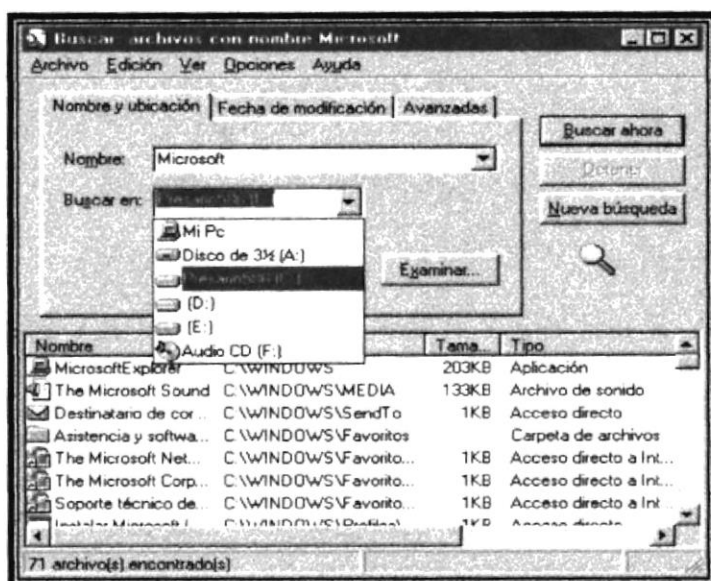 Buscar: archivos con nombre Microsoft
Archivo Edición Ver Opciones Ayuda
Nombre y ubicación Fecha de modificación Avanzadas
Buscar ahora
Nombre: Microsoft
Detener
Buscar en:
Nueva búsqueda
Mi Pc
Disco de 3½ (A:)
Examinar...
(D:)
(E:)
Audio CD (F:)
Nombre Tama... Tipo
MicrosoftExplorer C:\WINDOWS 203KB Aplicación
The Microsoft Sound C:\WINDOWS\MEDIA 133KB Archivo de sonido
Destinatario de cor... C:\WINDOWS\SendTo 1KB Acceso directo
Asistencia y softwa... C:\WINDOWS\Favoritos Carpeta de archivos
The Microsoft Net... C:\WINDOWS\Favorito... 1KB Acceso directo a Int...
The Microsoft Corp... C:\WINDOWS\Favorito... 1KB Acceso directo a Int...
Soporte técnico de... C:\WINDOWS\Favorito... 1KB Acceso directo a Int...
Instalar Microsoft 1KB Acceso directo
71 archivo(s) encontrado(s)